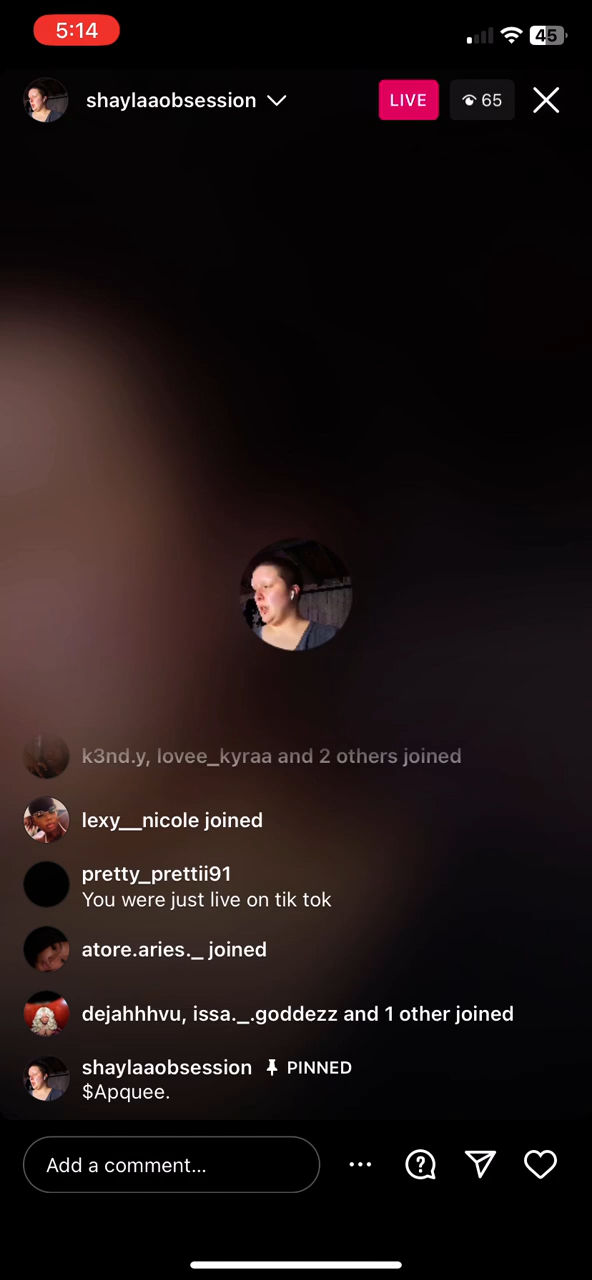 5:14
45
shaylaaobsession
LIVE
65
k3nd.y, lovee_kyraa and 2 others joined
lexy__nicole joined
pretty_prettii91
You were just live on tik tok
atore.aries._ joined
dejahhhvu, issa._.goddezz and 1 other joined
shaylaaobsession PINNED
$Apquee.
Add a comment...